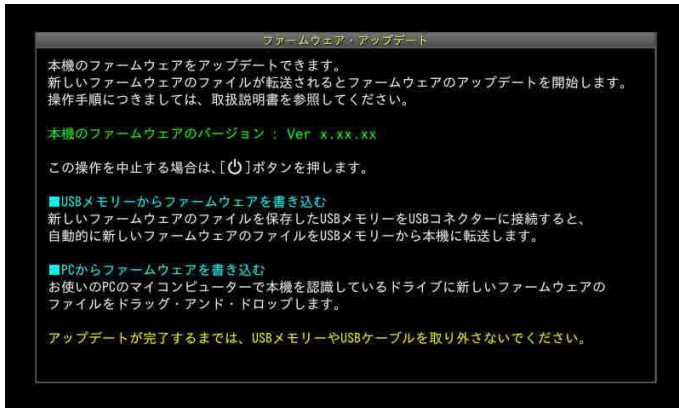 ファームウェア・アップデート
本機のファームウェアをアップデートできます。
新しいファームウェアのファイルが転送されるとファームウェアのアップデートを開始します。
操作手順につきましては、取扱説明書を参照してください。
本機のファームウェアのバージョン : Ver x.xx.xx
この操作を中止する場合は、[⏻]ボタンを押します。
■USBメモリーからファームウェアを書き込む
新しいファームウェアのファイルを保存したUSBメモリーをUSBコネクターに接続すると、
自動的に新しいファームウェアのファイルをUSBメモリーから本機に転送します。
■PCからファームウェアを書き込む
お使いのPCのマイコンピューターで本機を認識しているドライブに新しいファームウェアの
ファイルをドラッグ・アンド・ドロップします。
アップデートが完了するまでは、USBメモリーやUSBケーブルを取り外さないでください。